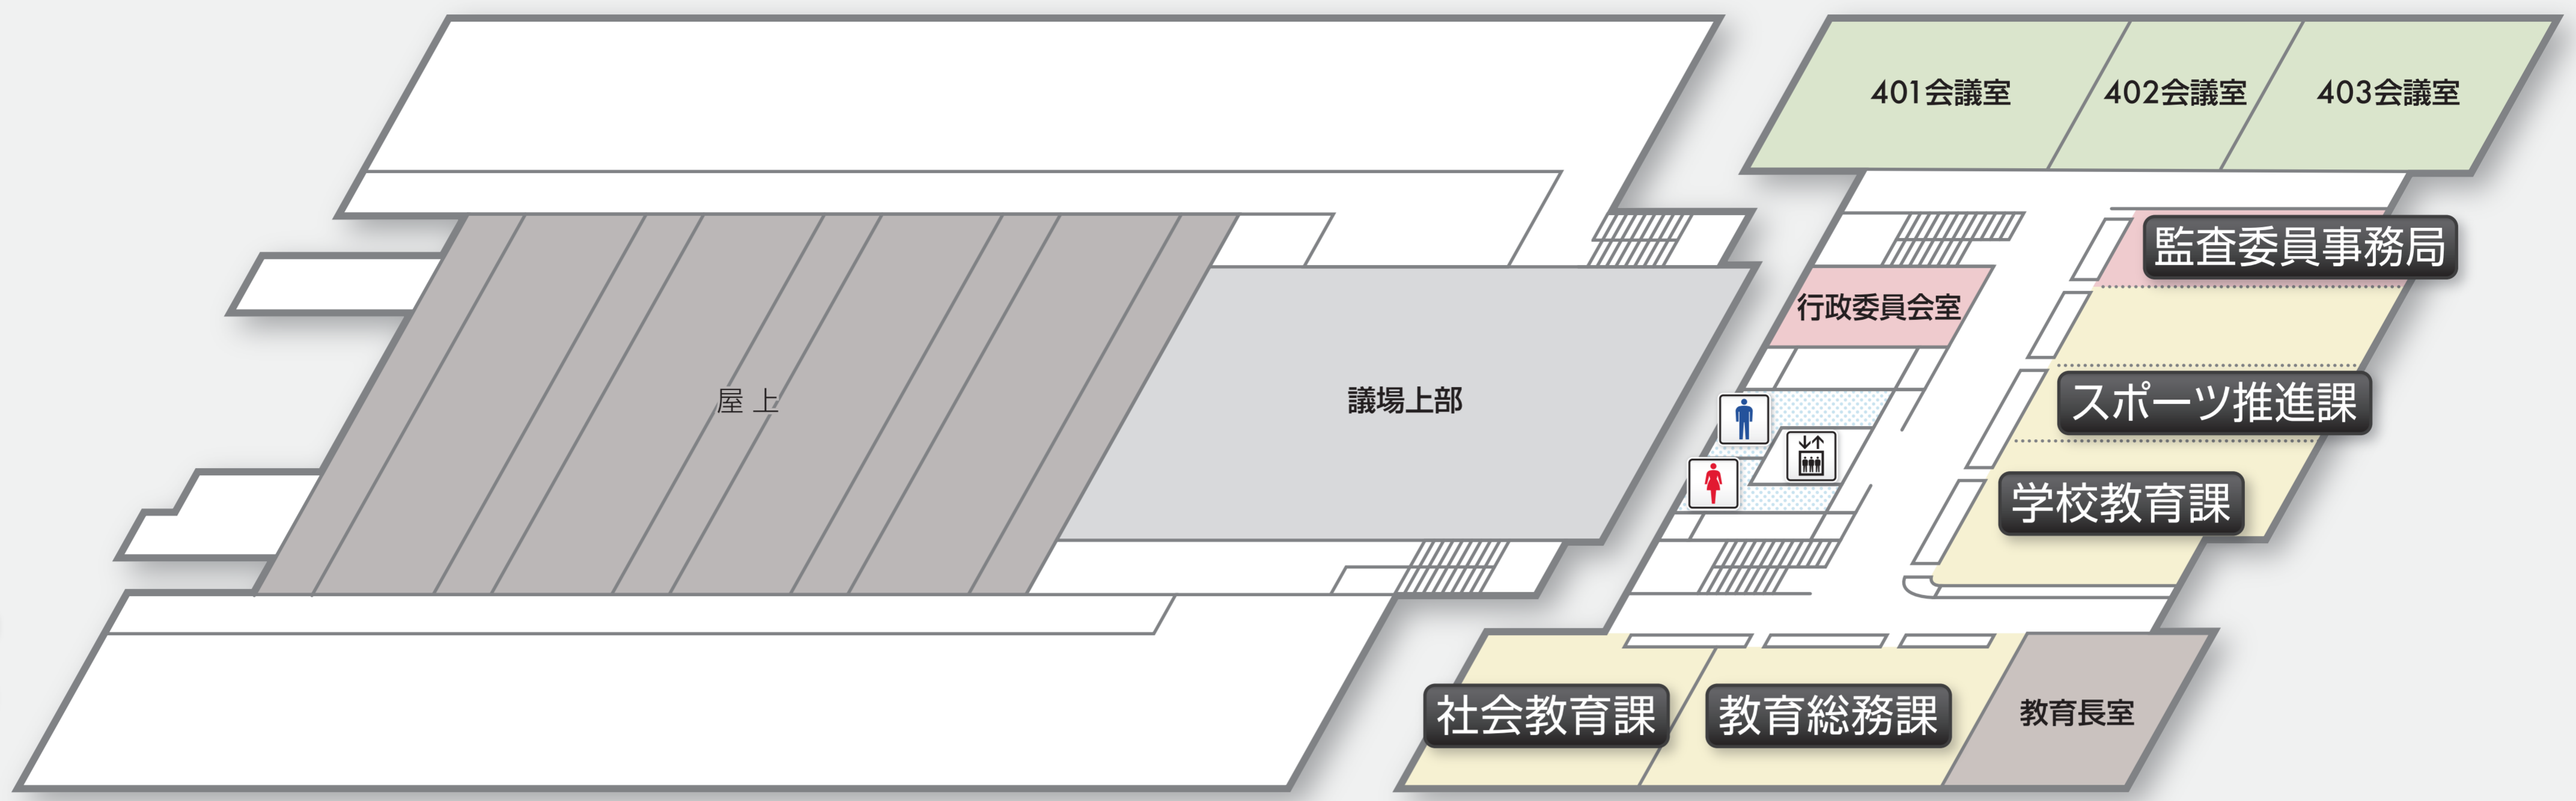 401会議室
402会議室
403会議室
監査委員事務局
行政委員会室
屋上
議場上部
スポーツ推進課
学校教育課
社会教育課
教育総務課
教育長室